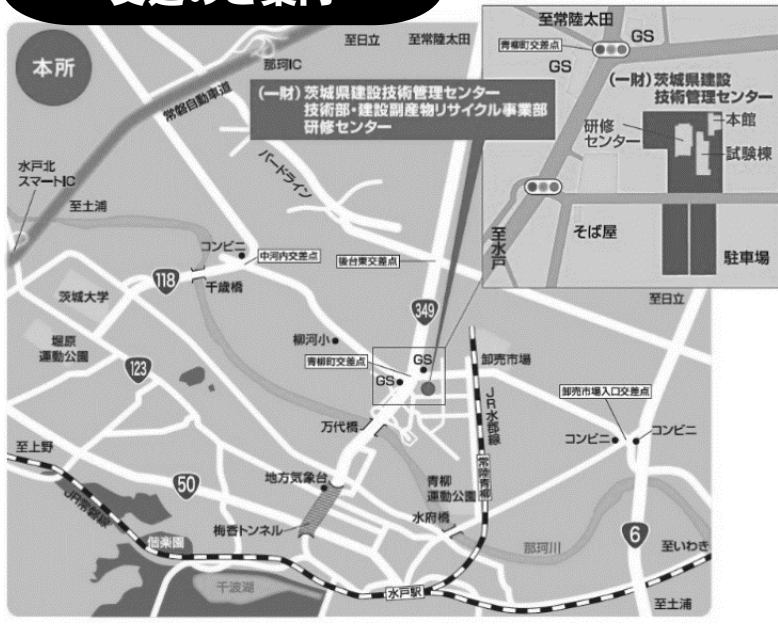 交通のご案内
本所
至日立
至常陸太田
那珂IC
常磐自動車道
(一財)茨城県建設技術管理センター
技術部・建設副産物リサイクル事業部
研修センター
水戸北
スマートIC
至土浦
バードライン
コンビニ
中河内交差点
後台東交差点
118
千歳橋
茨城大学
349
堀原
運動公園
柳河小
123
青柳町交差点
GS
GS
卸売市場
至日立
JR水郡線
卸売市場入口交差点
万代橋
コンビニ
コンビニ
至上野
50
地方気象台
青柳
運動公園
常陸青柳
JR常磐線
梅香トンネル
水府橋
6
偕楽園
那珂川
至いわき
千波湖
水戸駅
至土浦
至常陸太田
青柳町交差点
GS
GS
(一財)茨城県建設
技術管理センター
本館
研修
センター
試験棟
至水戸
そば屋
駐車場